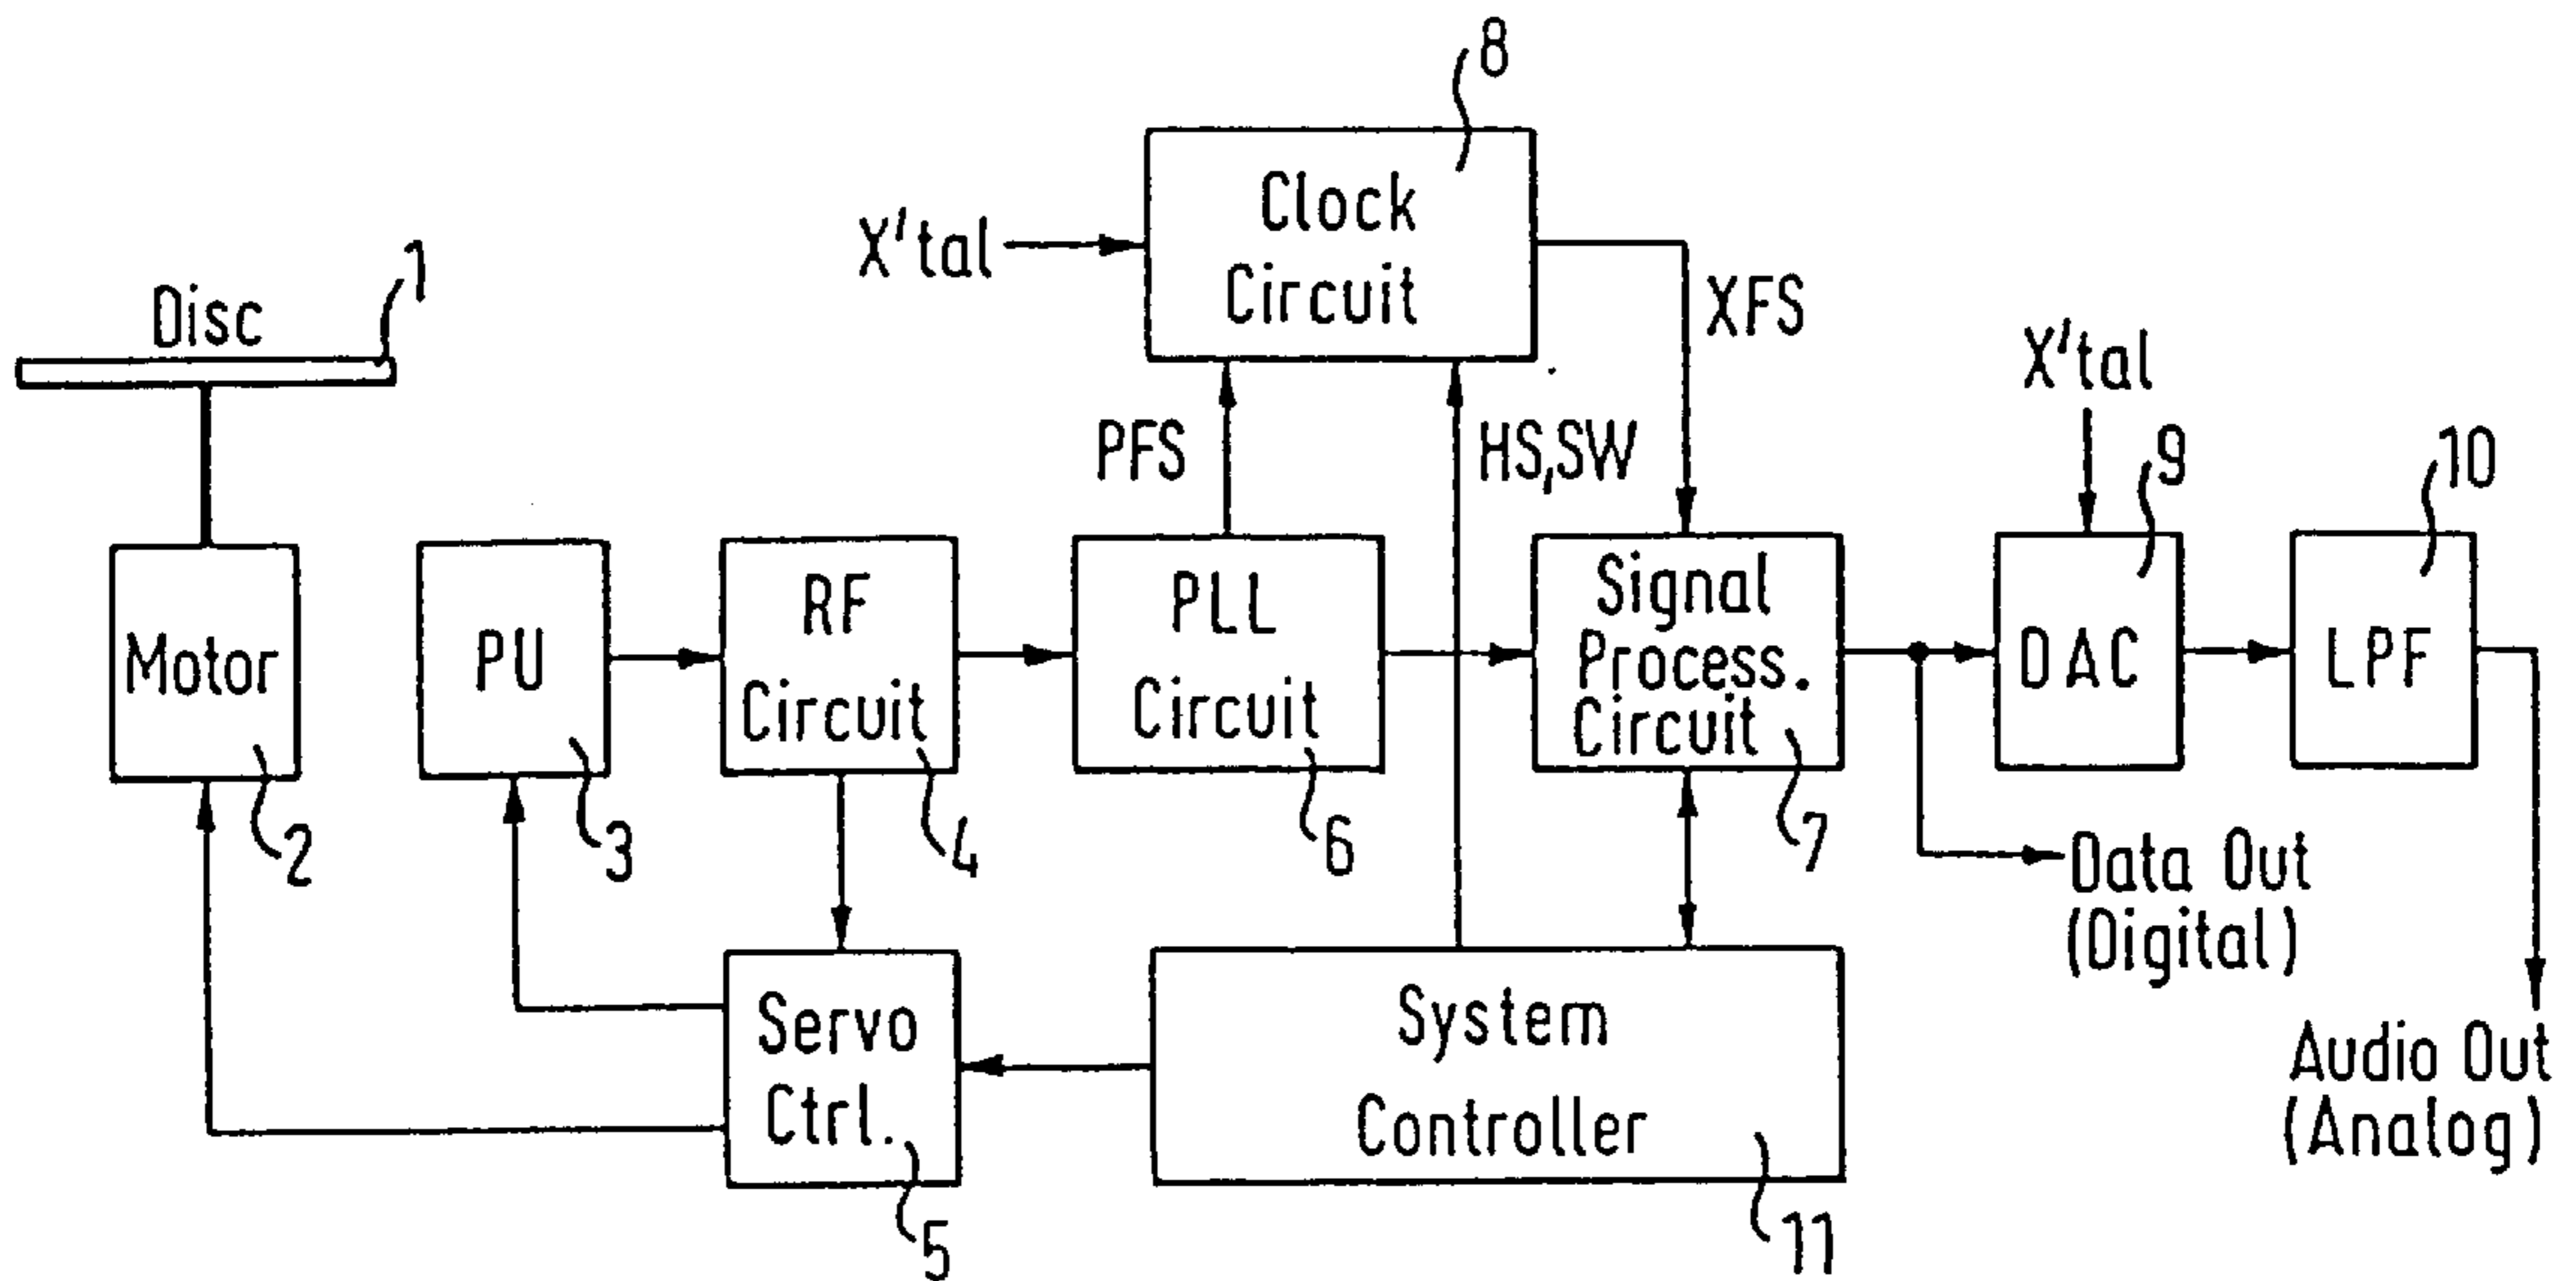 8
Clock
Circuit
X'tal
XFS
1
Disc
X'tal
PFS
HS,SW
9
10
Motor
2
PU
3
RF
Circuit
4
PLL
Circuit
6
Signal
Process.
Circuit
7
DAC
LPF
Data Out
(Digital)
Servo
Ctrl.
5
System
Controller
11
Audio Out
(Analog)